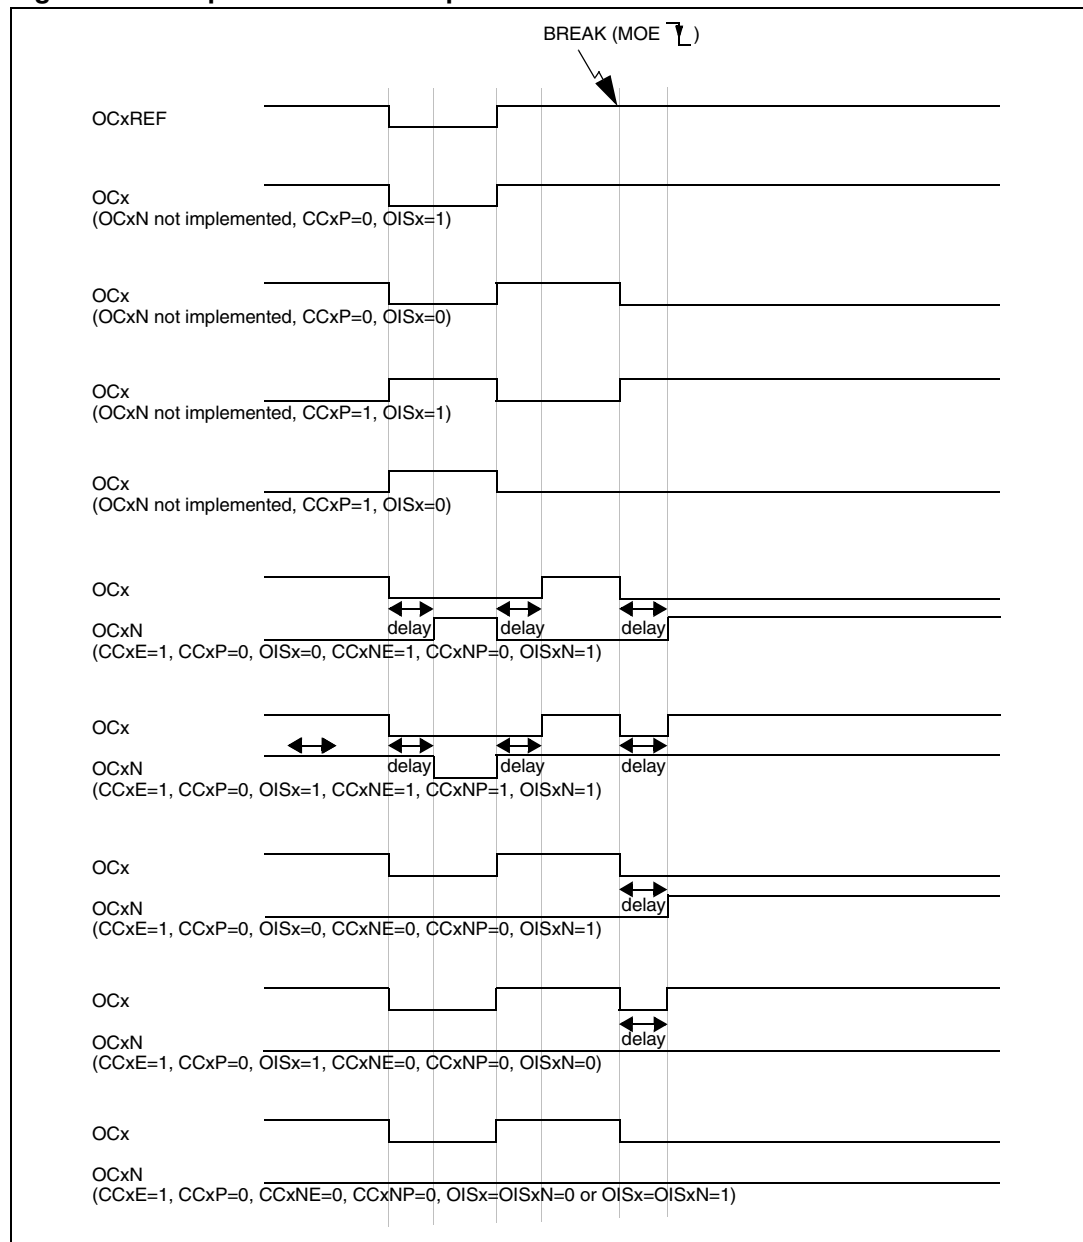 BREAK (MOE )
OCxREF
OCx
(OCxN not implemented, CCxP=0, OISx=1)
OCx
(OCxN not implemented, CCxP=0, OISx=0)
OCx
(OCxN not implemented, CCxP=1, OISx=1)
OCx
(OCxN not implemented, CCxP=1, OISx=0)
OCx
delay delay delay
OCxN
(CCxE=1, CCxP=0, OISx=0, CCxNE=1, CCxNP=0, OISxN=1)
OCx
delay delay delay
OCxN
(CCxE=1, CCxP=0, OISx=1, CCxNE=1, CCxNP=1, OISxN=1)
OCx
delay
OCxN
(CCxE=1, CCxP=0, OISx=0, CCxNE=0, CCxNP=0, OISxN=1)
OCx
delay
OCxN
(CCxE=1, CCxP=0, OISx=1, CCxNE=0, CCxNP=0, OISxN=0)
OCx
OCxN
(CCxE=1, CCxP=0, CCxNE=0, CCxNP=0, OISx=OISxN=0 or OISx=OISxN=1)